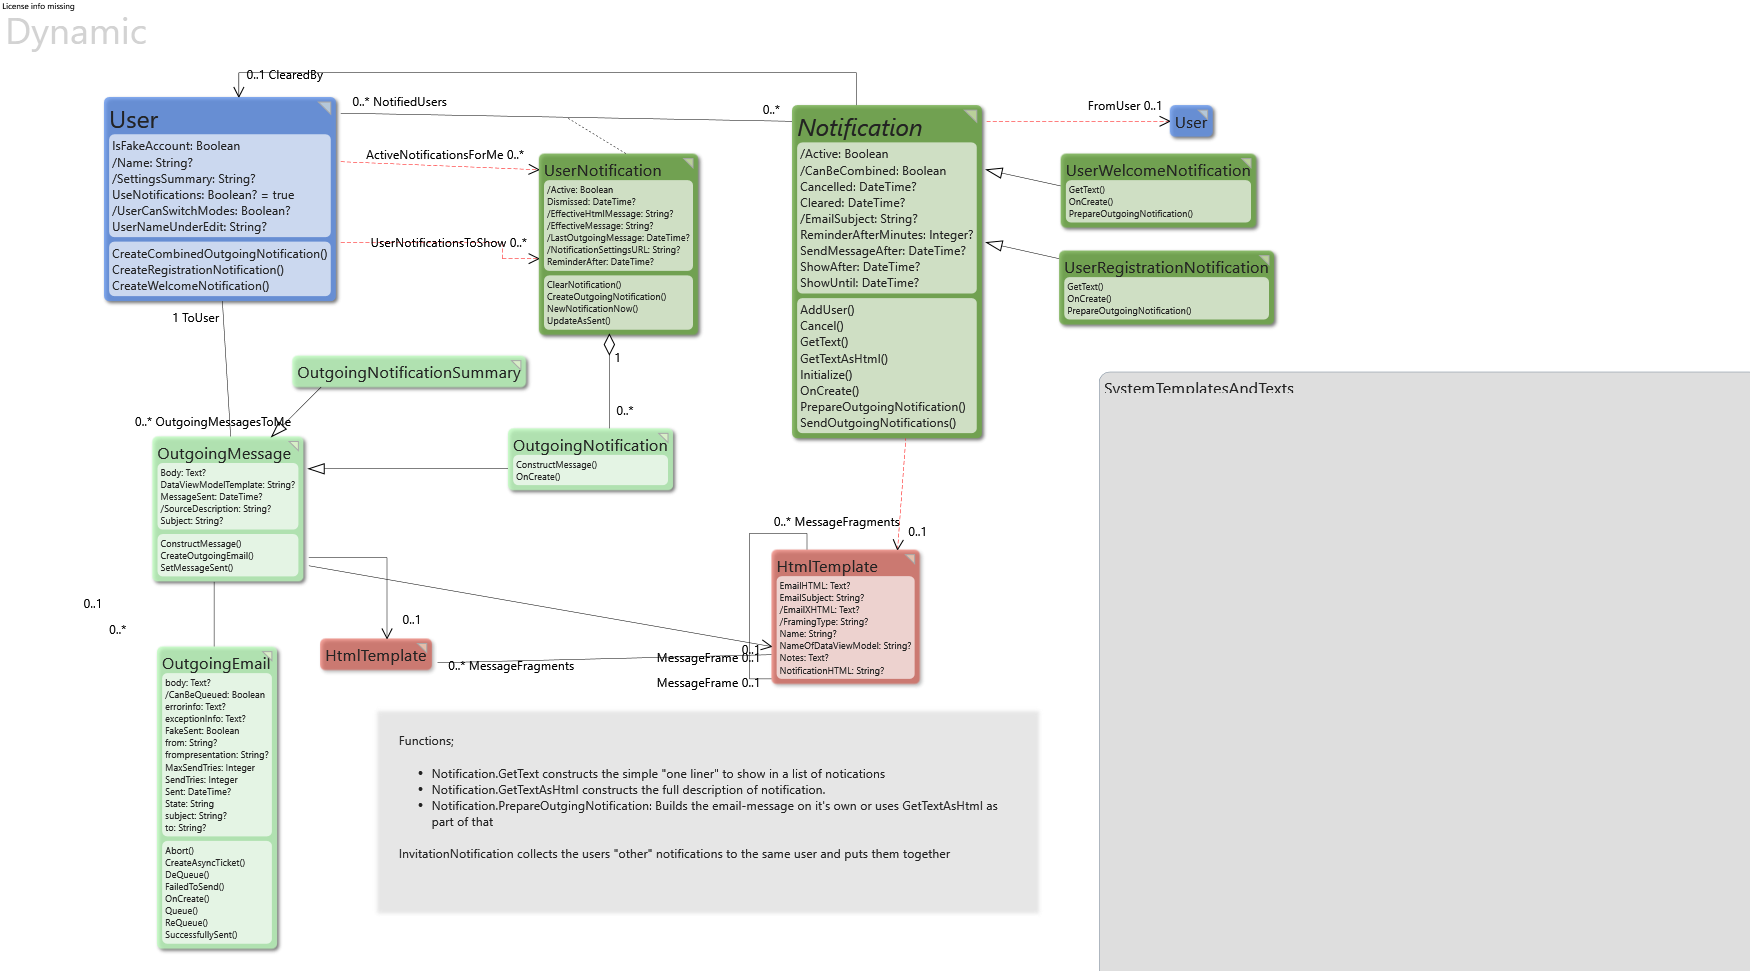 License info missing
Dynamic
0..1 ClearedBy
0..* NotifiedUsers
0..*
FromUser 0..1
User
User
IsFakeAccount: Boolean
/Name: String?
/SettingsSummary: String?
UseNotifications: Boolean? = true
/UserCanSwitchModes: Boolean?
UserNameUnderEdit: String?
CreateCombinedOutgoingNotification()
CreateRegistrationNotification()
CreateWelcomeNotification()
ActiveNotificationsForMe 0..*
UserNotificationsToShow 0..*
UserNotification
/Active: Boolean
Dismissed: DateTime?
/EffectiveHtmlMessage: String?
/EffectiveMessage: String?
/LastOutgoingMessage: DateTime?
/NotificationSettingsURL: String?
ReminderAfter: DateTime?
ClearNotification()
CreateOutgoingNotification()
NewNotificationNow()
UpdateAsSent()
Notification
/Active: Boolean
/CanBeCombined: Boolean
Cancelled: DateTime?
Cleared: DateTime?
/EmailSubject: String?
ReminderAfterMinutes: Integer?
SendMessageAfter: DateTime?
ShowAfter: DateTime?
ShowUntil: DateTime?
AddUser()
Cancel()
GetText()
GetTextAsHtml()
Initialize()
OnCreate()
PrepareOutgoingNotification()
SendOutgoingNotifications()
UserWelcomeNotification
GetText()
OnCreate()
PrepareOutgoingNotification()
UserRegistrationNotification
GetText()
OnCreate()
PrepareOutgoingNotification()
1 ToUser
1
0..*
OutgoingNotificationSummary
0..* OutgoingMessagesToMe
OutgoingMessage
Body: Text?
DataViewModelTemplate: String?
MessageSent: DateTime?
/SourceDescription: String?
Subject: String?
ConstructMessage()
CreateOutgoingEmail()
SetMessageSent()
OutgoingNotification
ConstructMessage()
OnCreate()
SystemTemplatesAndTexts
0..* MessageFragments
0..1
HtmlTemplate
EmailHTML: Text?
EmailSubject: String?
/EmailXHTML: Text?
/FramingType: String?
Name: String?
NameOfDataViewModel: String?
Notes: Text?
NotificationHTML: String?
0..1
0..*
0..1
HtmlTemplate
0..* MessageFragments
0..1
MessageFrame 0..1
MessageFrame 0..1
OutgoingEmail
body: Text?
/CanBeQueued: Boolean
errorinfo: Text?
exceptionInfo: Text?
FakeSent: Boolean
from: String?
frompresentation: String?
MaxSendTries: Integer
SendTries: Integer
Sent: DateTime?
State: String
subject: String?
to: String?
Abort()
CreateAsyncTicket()
DeQueue()
FailedToSend()
OnCreate()
Queue()
ReQueue()
SuccessfullySent()
Functions;
• Notification.GetText constructs the simple "one liner" to show in a list of notications
• Notification.GetTextAsHtml constructs the full description of notification.
• Notification.PrepareOutgingNotification: Builds the email-message on it's own or uses GetTextAsHtml as
part of that
InvitationNotification collects the users "other" notifications to the same user and puts them together